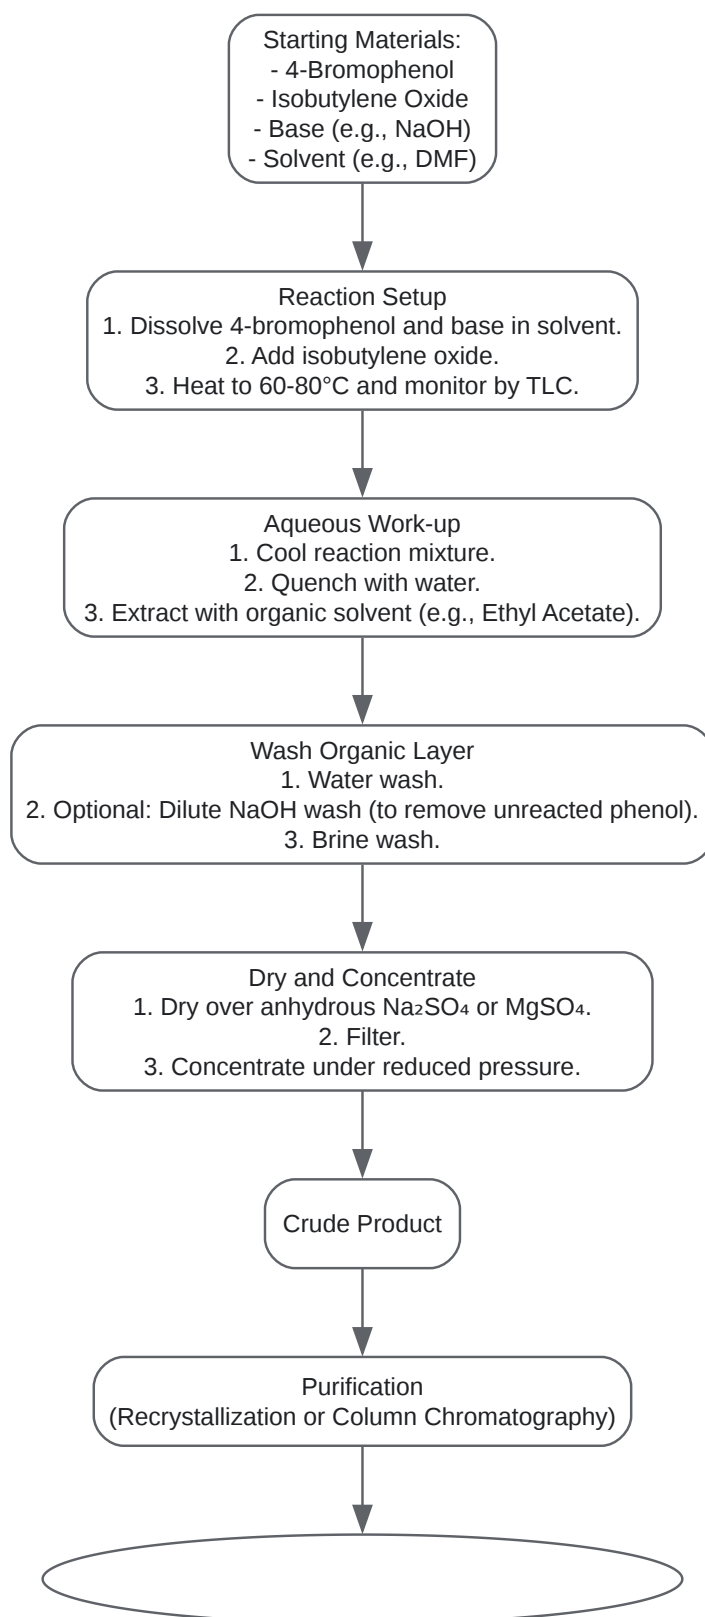 Starting Materials:
- 4-Bromophenol
- Isobutylene Oxide
- Base (e.g., NaOH)
- Solvent (e.g., DMF)
Reaction Setup
1. Dissolve 4-bromophenol and base in solvent.
2. Add isobutylene oxide.
3. Heat to 60-80°C and monitor by TLC.
Aqueous Work-up
1. Cool reaction mixture.
2. Quench with water.
3. Extract with organic solvent (e.g., Ethyl Acetate).
Wash Organic Layer
1. Water wash.
2. Optional: Dilute NaOH wash (to remove unreacted phenol).
3. Brine wash.
Dry and Concentrate
1. Dry over anhydrous Na₂SO₄ or MgSO₄.
2. Filter.
3. Concentrate under reduced pressure.
Crude Product
Purification
(Recrystallization or Column Chromatography)